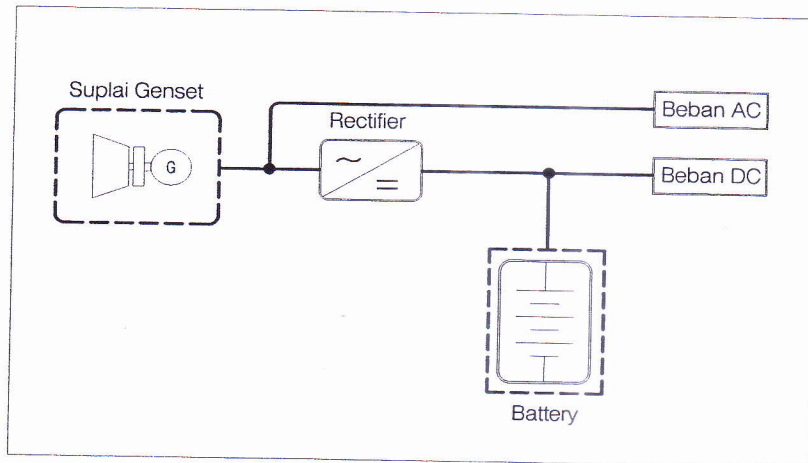 Suplai Genset
G
Rectifier
Beban AC
Beban DC
Battery